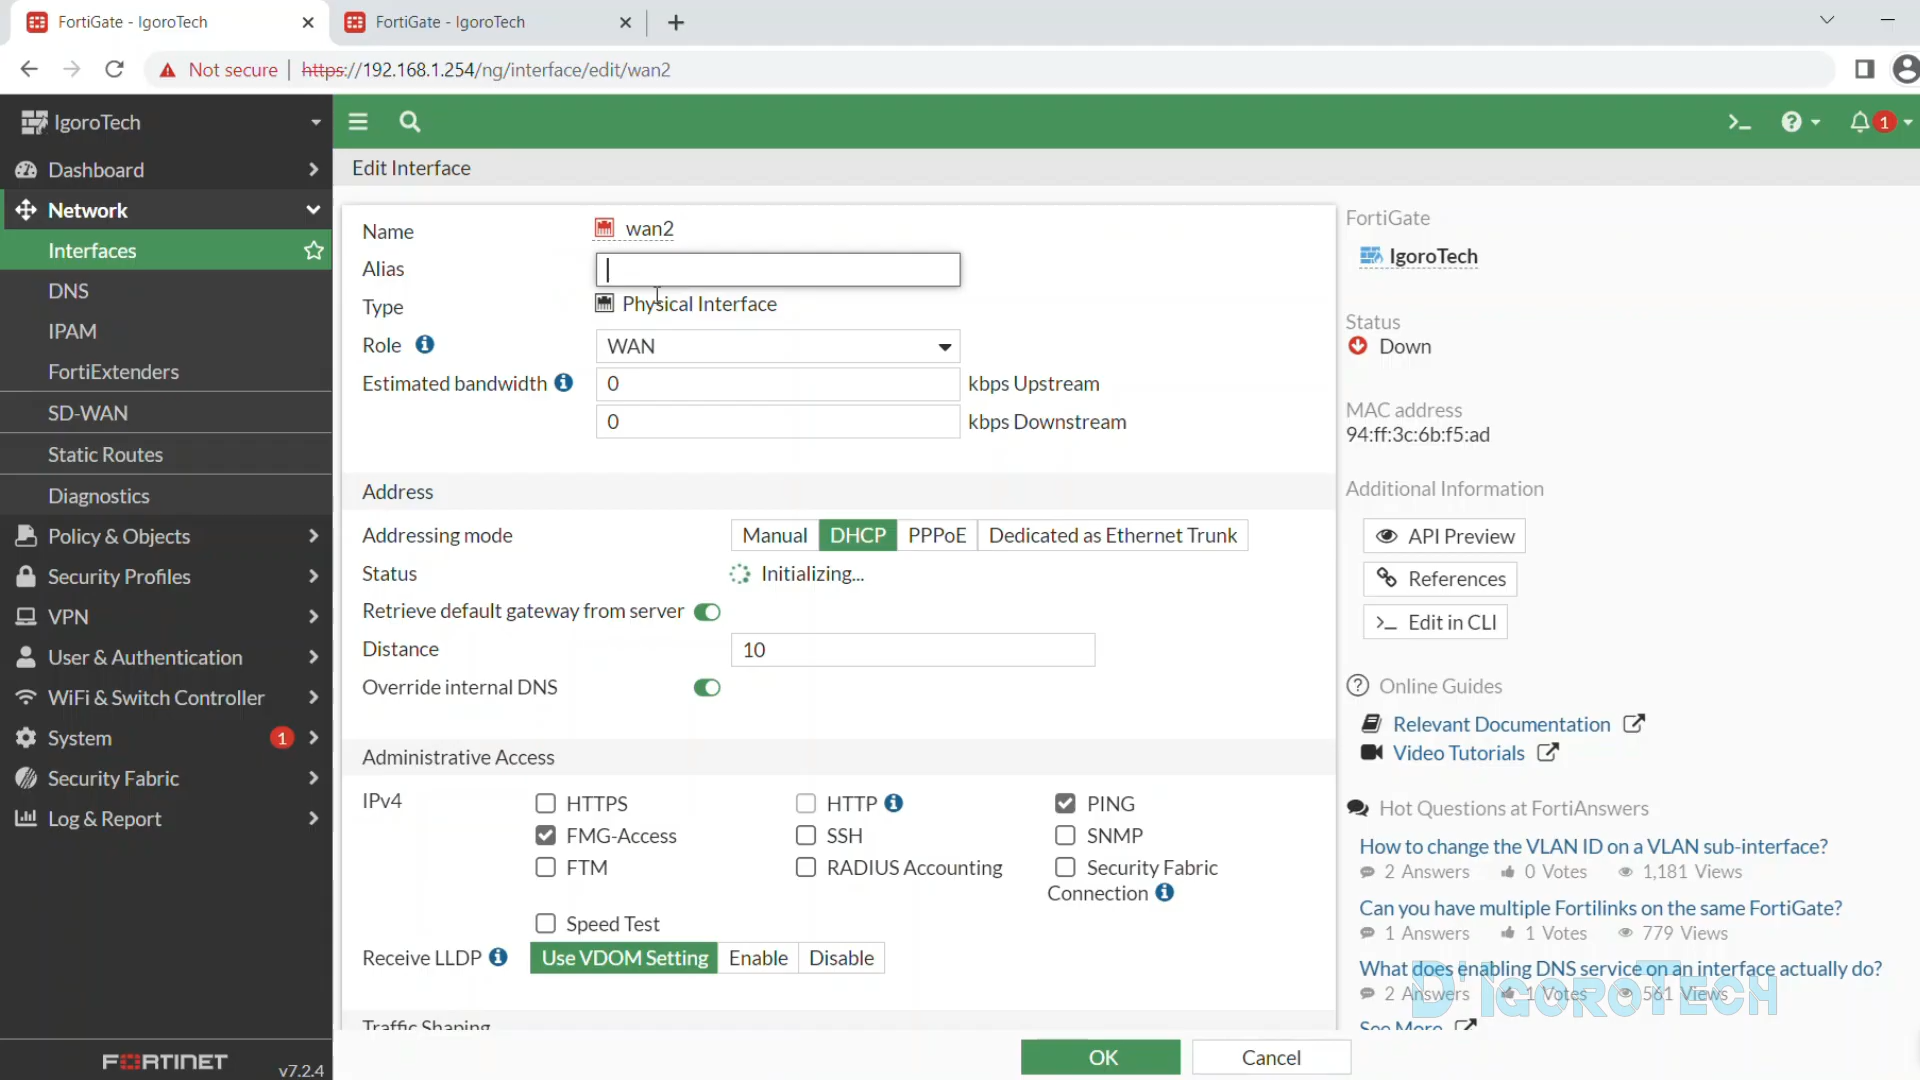 FortiGate - IgoroTech
FortiGate - IgoroTech
Not secure | https://192.168.1.254/ng/interface/edit/wan2
IgoroTech
1
Dashboard
Network
Interfaces
DNS
IPAM
FortiExtenders
SD-WAN
Static Routes
Diagnostics
Policy & Objects
Security Profiles
VPN
User & Authentication
WiFi & Switch Controller
System 1
Security Fabric
Log & Report
FORTINET v7.2.4
Edit Interface
Name wan2
Alias
Type Physical Interface
Role WAN
Estimated bandwidth 0 kbps Upstream
0 kbps Downstream
Address
Addressing mode Manual DHCP PPPoE Dedicated as Ethernet Trunk
Status Initializing...
Retrieve default gateway from server
Distance 10
Override internal DNS
Administrative Access
IPv4 HTTPS HTTP PING
FMG-Access SSH SNMP
FTM RADIUS Accounting Security Fabric
Connection
Speed Test
Receive LLDP Use VDOM Setting Enable Disable
Traffic Shaping
OK Cancel
FortiGate
IgoroTech
Status
Down
MAC address
94:ff:3c:6b:f5:ad
Additional Information
API Preview
References
>_ Edit in CLI
Online Guides
Relevant Documentation
Video Tutorials
Hot Questions at FortiAnswers
How to change the VLAN ID on a VLAN sub-interface?
2 Answers 0 Votes 1,181 Views
Can you have multiple Fortilinks on the same FortiGate?
1 Answers 1 Votes 779 Views
What does enabling DNS service on an interface actually do?
2 Answers 1 Votes 561 Views
See More
D'IGOROTECH